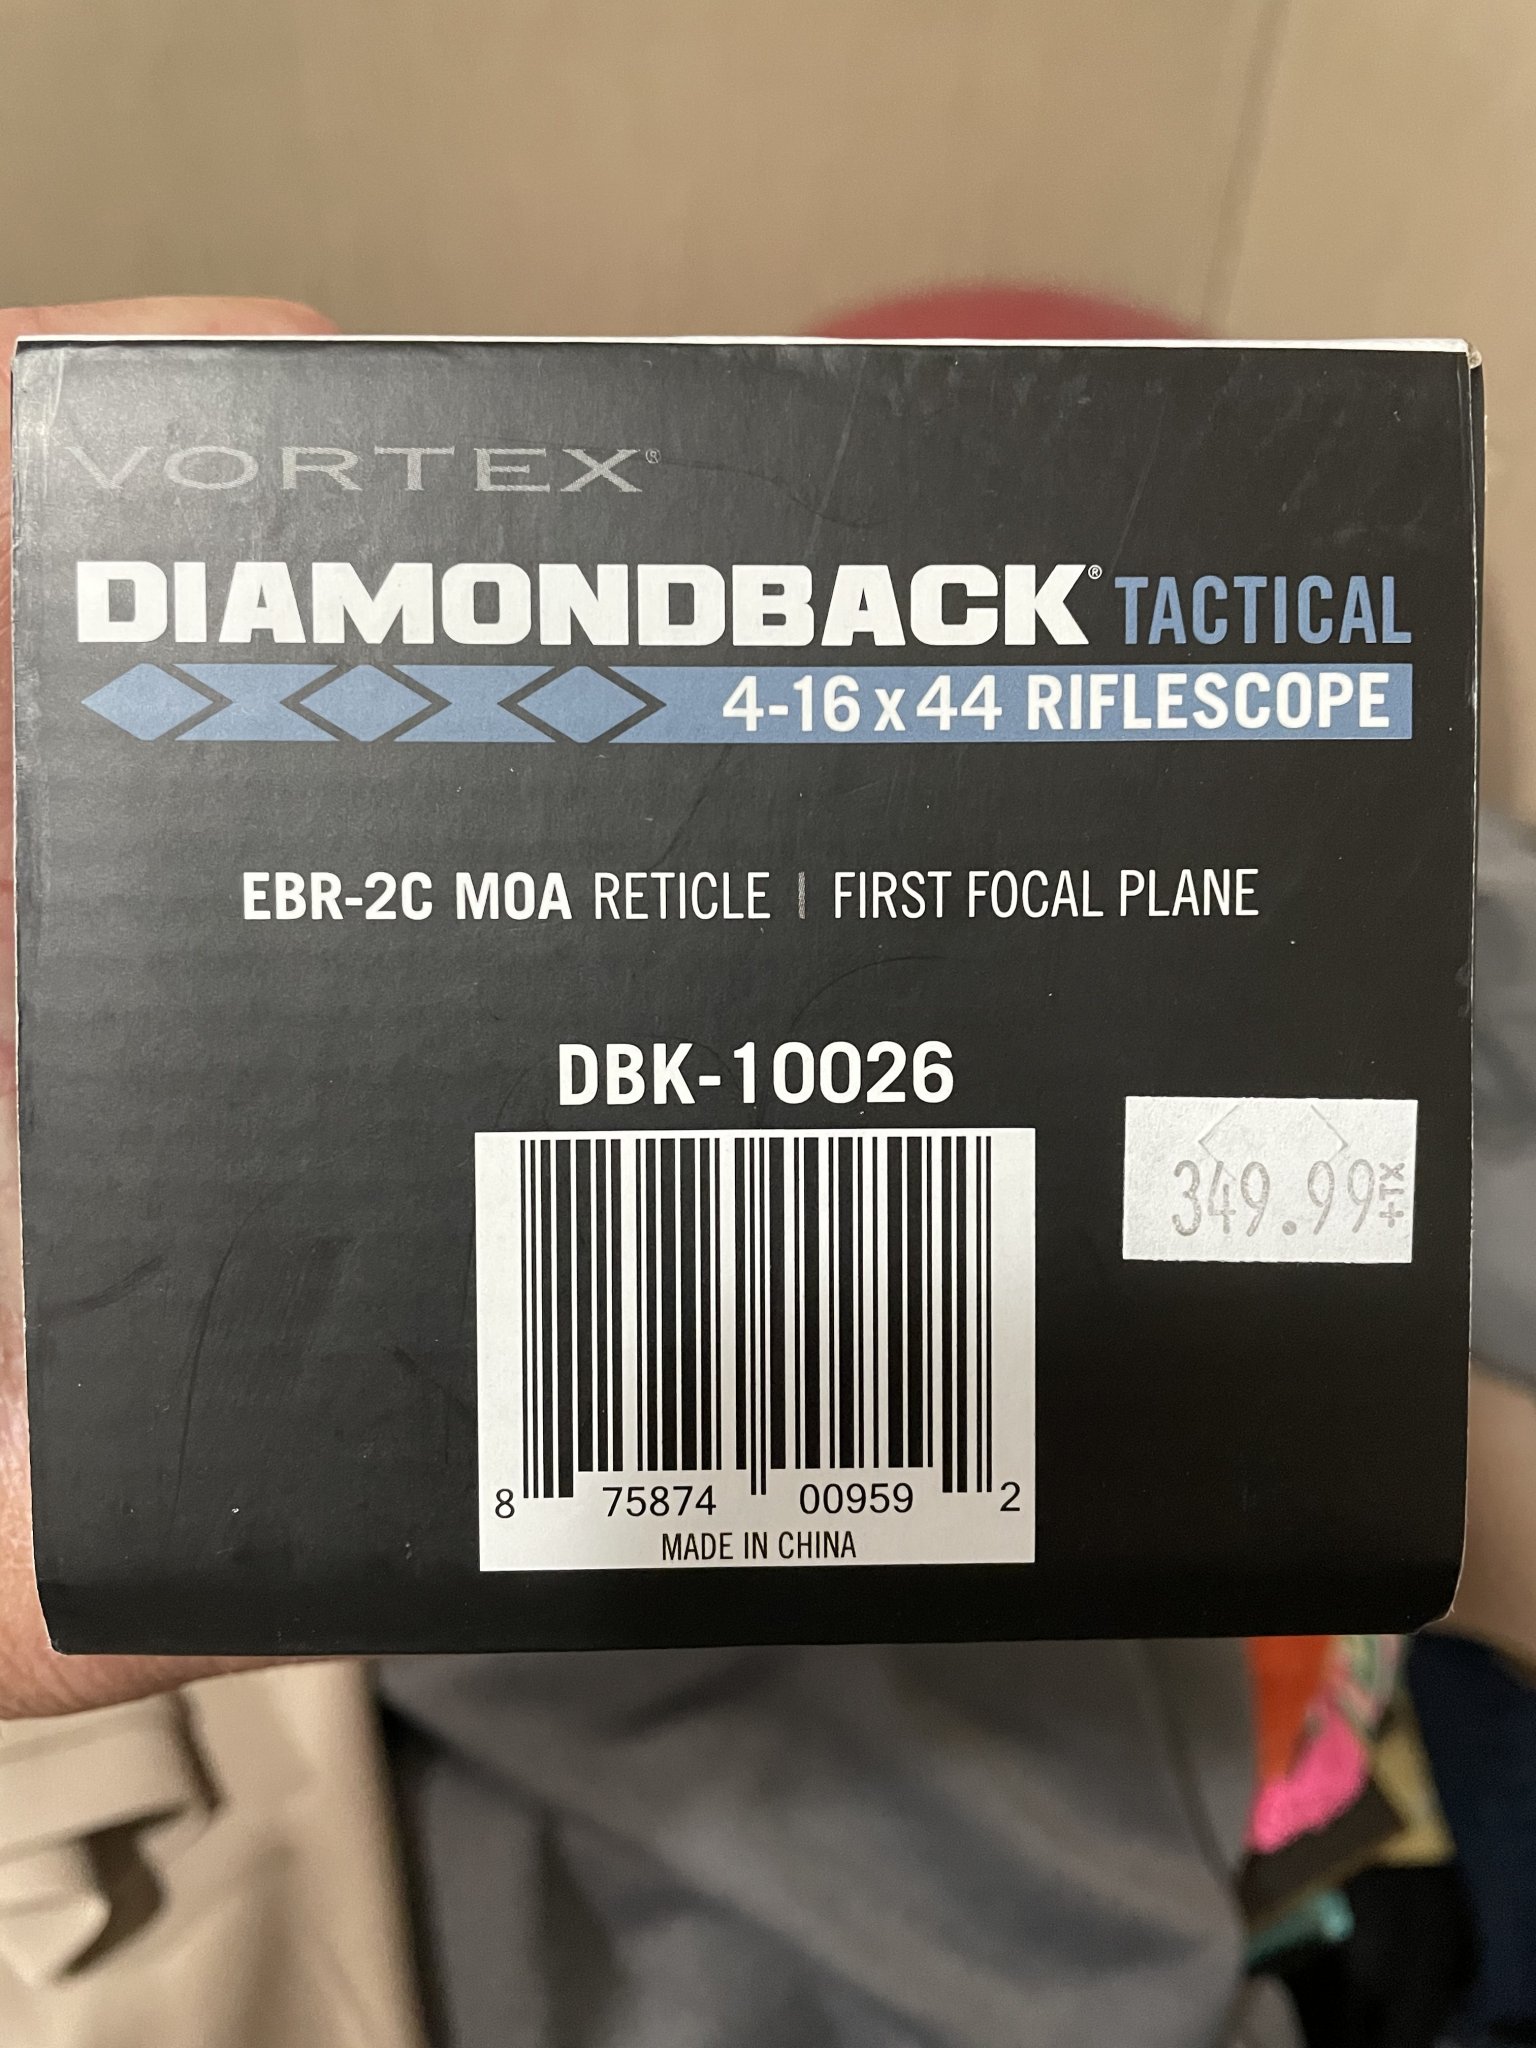 VORTEX®
DIAMONDBACK® TACTICAL
4-16 x 44 RIFLESCOPE
EBR-2C MOA RETICLE | FIRST FOCAL PLANE
DBK-10026
349.99 +TX
8 75874 00959 2
MADE IN CHINA